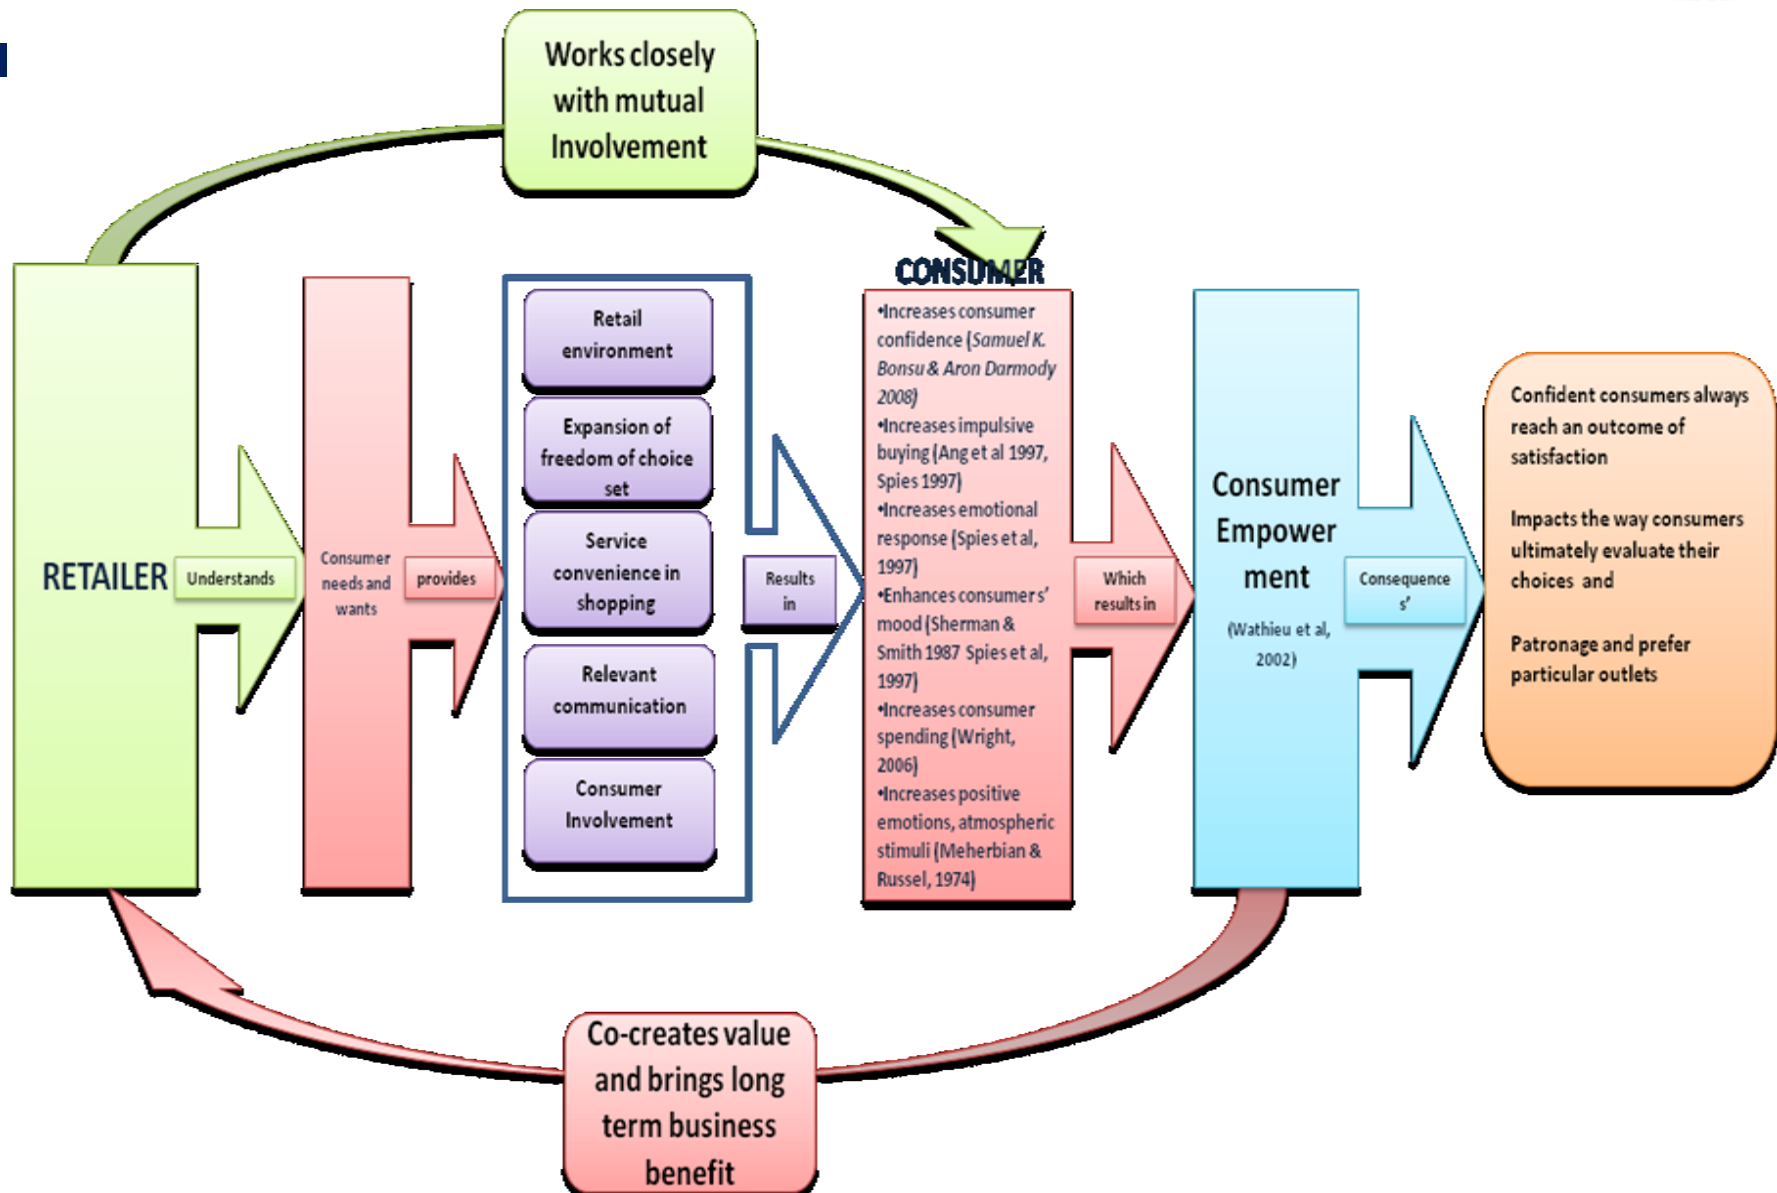 Works closely
with mutual
Involvement
RETAILER
Understands
Consumer
needs and
wants
provides
Retail
environment
Expansion of
freedom of choice
set
Service
convenience in
shopping
Relevant
communication
Consumer
Involvement
Results
in
CONSUMER
•Increases consumer
confidence (Samuel K.
Bonsu & Aron Darmody
2008)
•Increases impulsive
buying (Ang et al 1997,
Spies 1997)
•Increases emotional
response (Spies et al,
1997)
•Enhances consumers’
mood (Sherman &
Smith 1987 Spies et al,
1997)
•Increases consumer
spending (Wright,
2006)
•Increases positive
emotions, atmospheric
stimuli (Meherbian &
Russel, 1974)
Which
results in
Consumer
Empower
ment
(Wathieu et al,
2002)
Consequence
s’
Confident consumers always
reach an outcome of
satisfaction
Impacts the way consumers
ultimately evaluate their
choices and
Patronage and prefer
particular outlets
Co-creates value
and brings long
term business
benefit